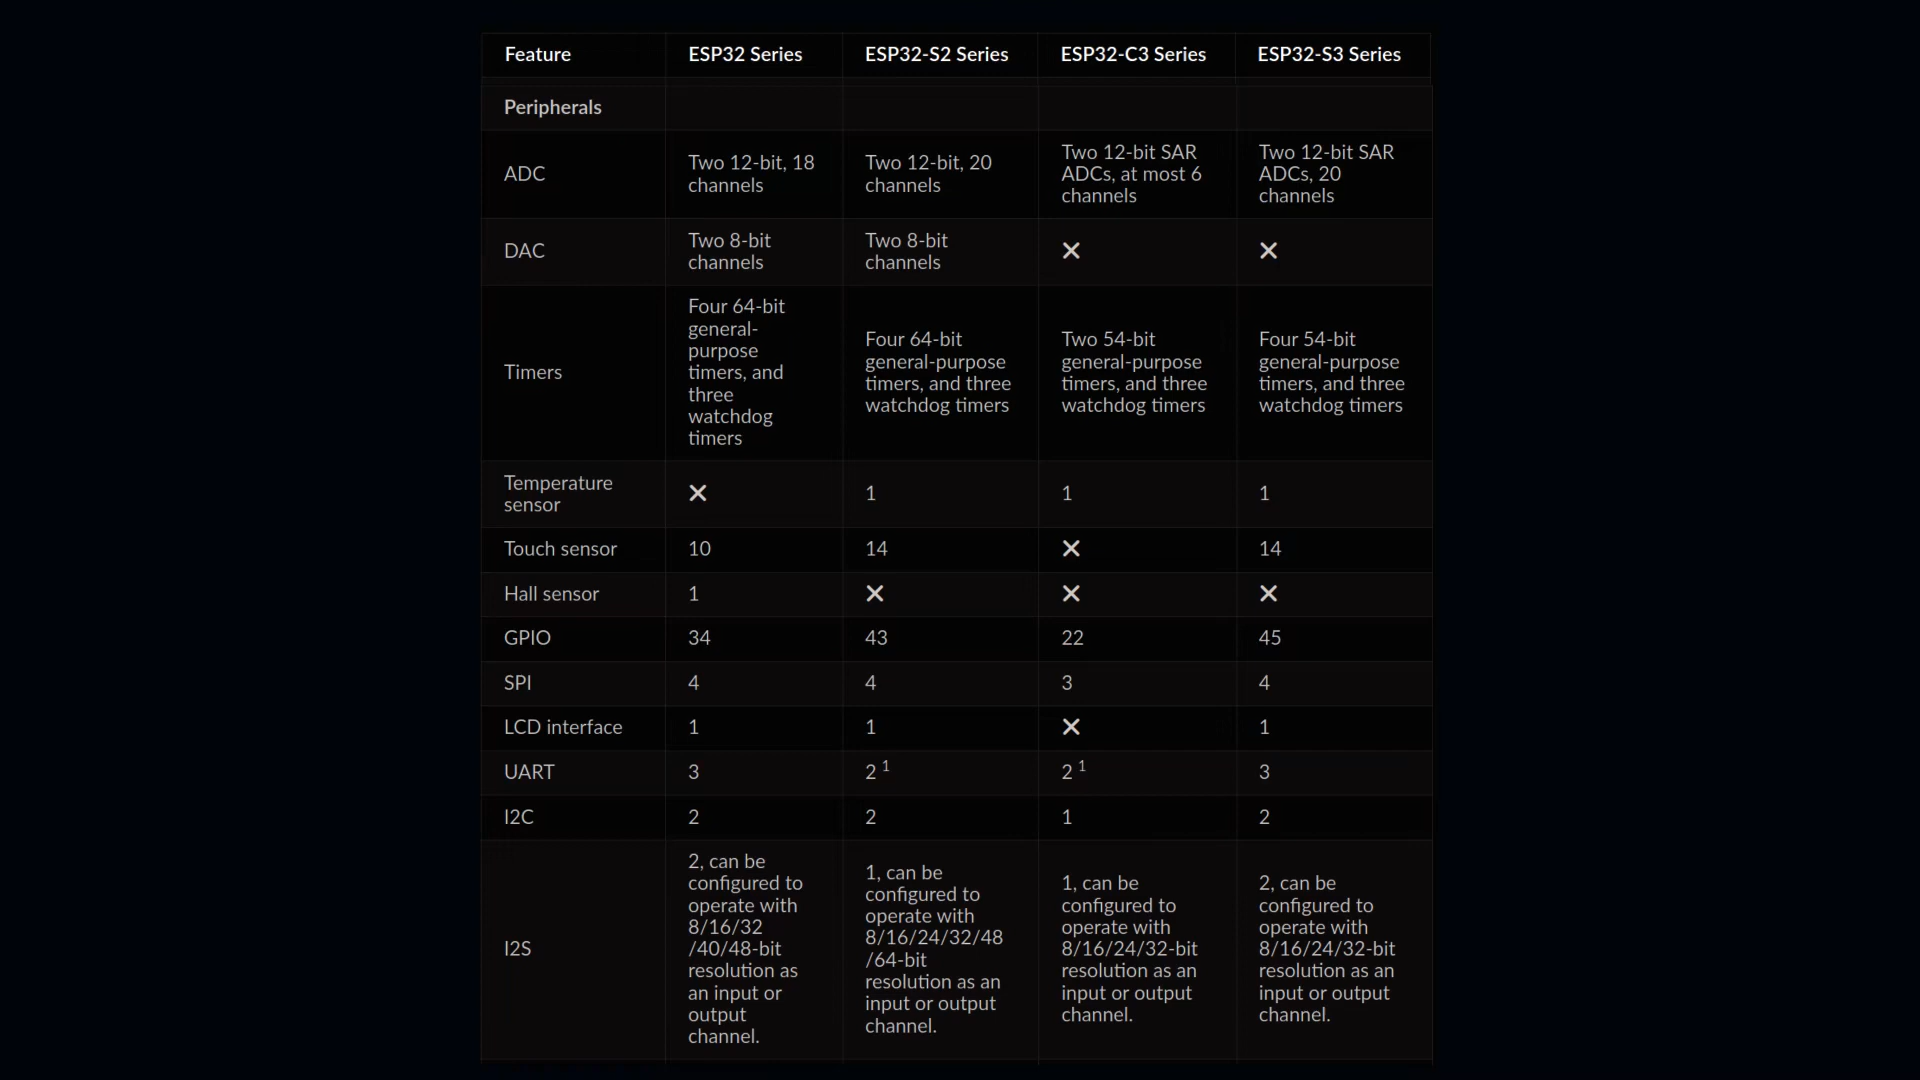 Feature ESP32 Series ESP32-S2 Series ESP32-C3 Series ESP32-S3 Series
Peripherals
ADC
Two 12-bit, 18
channels
Two 12-bit, 20
channels
Two 12-bit SAR
ADCs, at most 6
channels
Two 12-bit SAR
ADCs, 20
channels
DAC
Two 8-bit
channels
Two 8-bit
channels
✕
✕
Timers
Four 64-bit
general-
purpose
timers, and
three
watchdog
timers
Four 64-bit
general-purpose
timers, and three
watchdog timers
Two 54-bit
general-purpose
timers, and three
watchdog timers
Four 54-bit
general-purpose
timers, and three
watchdog timers
Temperature
sensor
✕ 1 1 1
Touch sensor 10 14 ✕ 14
Hall sensor 1 ✕ ✕ ✕
GPIO 34 43 22 45
SPI 4 4 3 4
LCD interface 1 1 ✕ 1
UART 3 2 ¹ 2 ¹ 3
I2C 2 2 1 2
I2S
2, can be
configured to
operate with
8/16/32
/40/48-bit
resolution as
an input or
output
channel.
1, can be
configured to
operate with
8/16/24/32/48
/64-bit
resolution as an
input or output
channel.
1, can be
configured to
operate with
8/16/24/32-bit
resolution as an
input or output
channel.
2, can be
configured to
operate with
8/16/24/32-bit
resolution as an
input or output
channel.